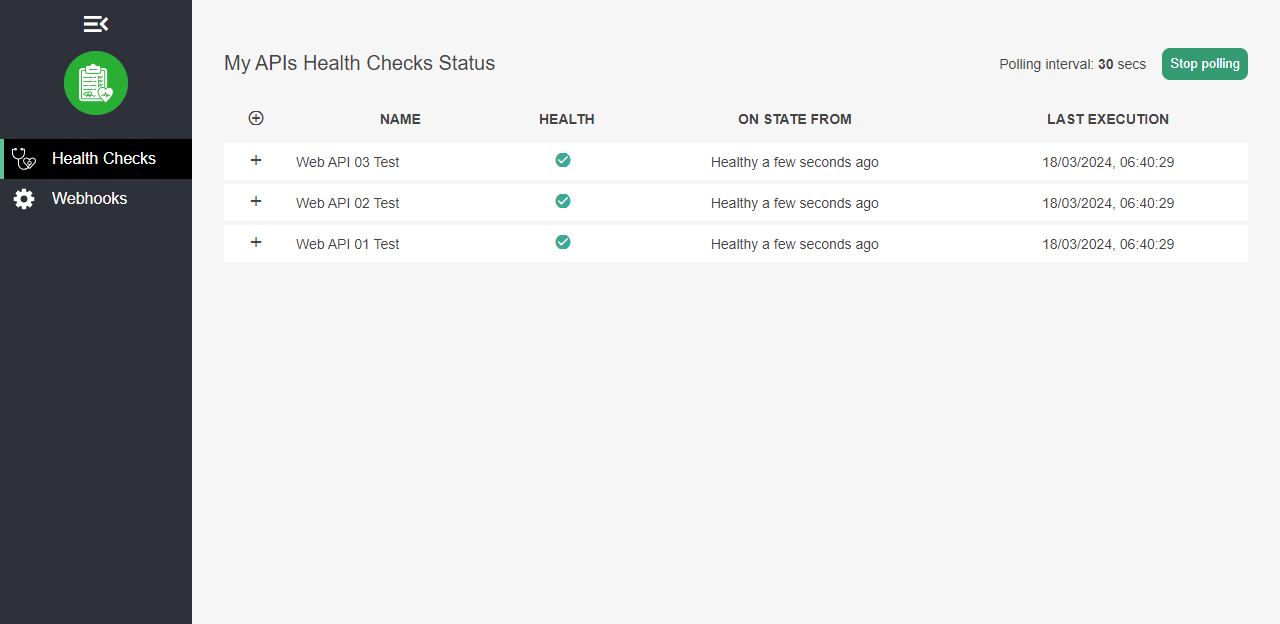 My APIs Health Checks Status
Polling interval: 30 secs
Stop polling
Health Checks
Webhooks
NAME HEALTH ON STATE FROM LAST EXECUTION
Web API 03 Test Healthy a few seconds ago 18/03/2024, 06:40:29
Web API 02 Test Healthy a few seconds ago 18/03/2024, 06:40:29
Web API 01 Test Healthy a few seconds ago 18/03/2024, 06:40:29